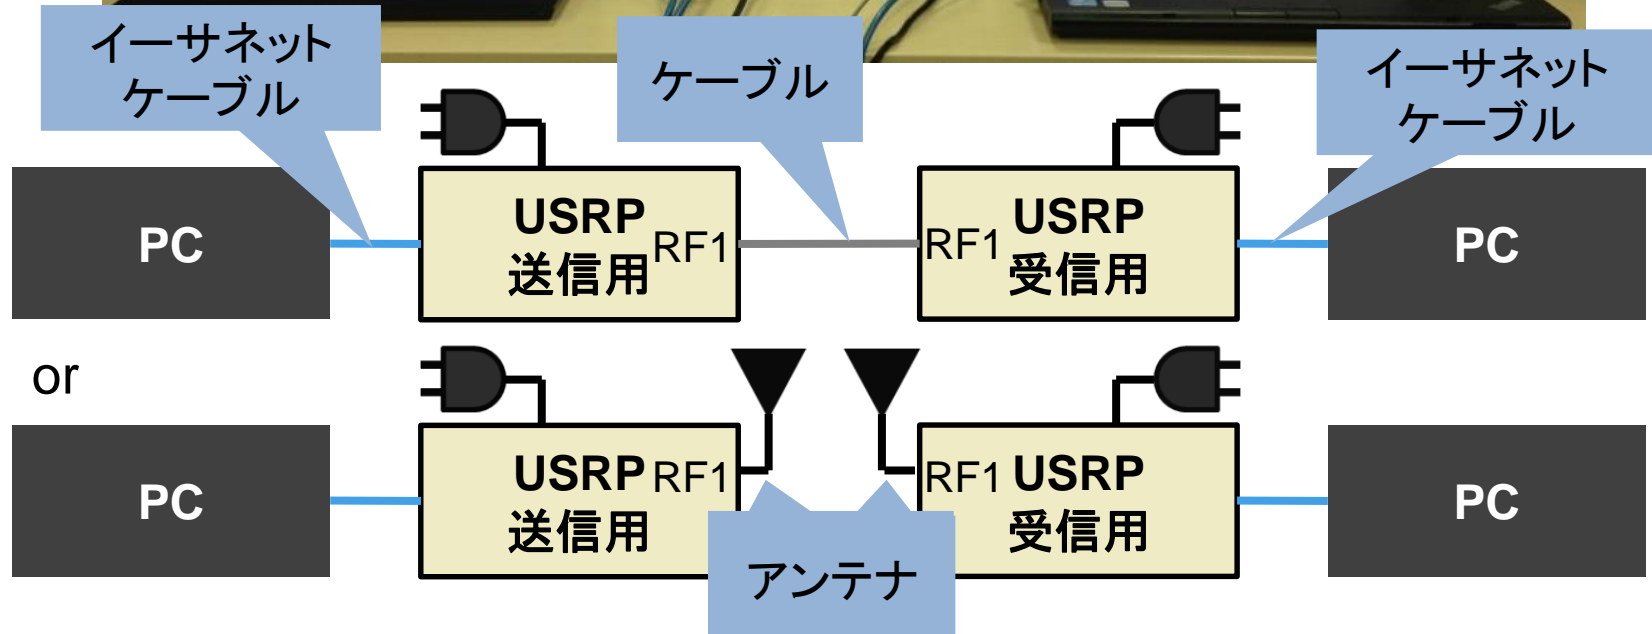 イーサネット
ケーブル
ケーブル
イーサネット
ケーブル
PC
USRP
送信用
RF1
RF1
USRP
受信用
PC
or
PC
USRP
送信用
RF1
RF1
USRP
受信用
PC
アンテナ